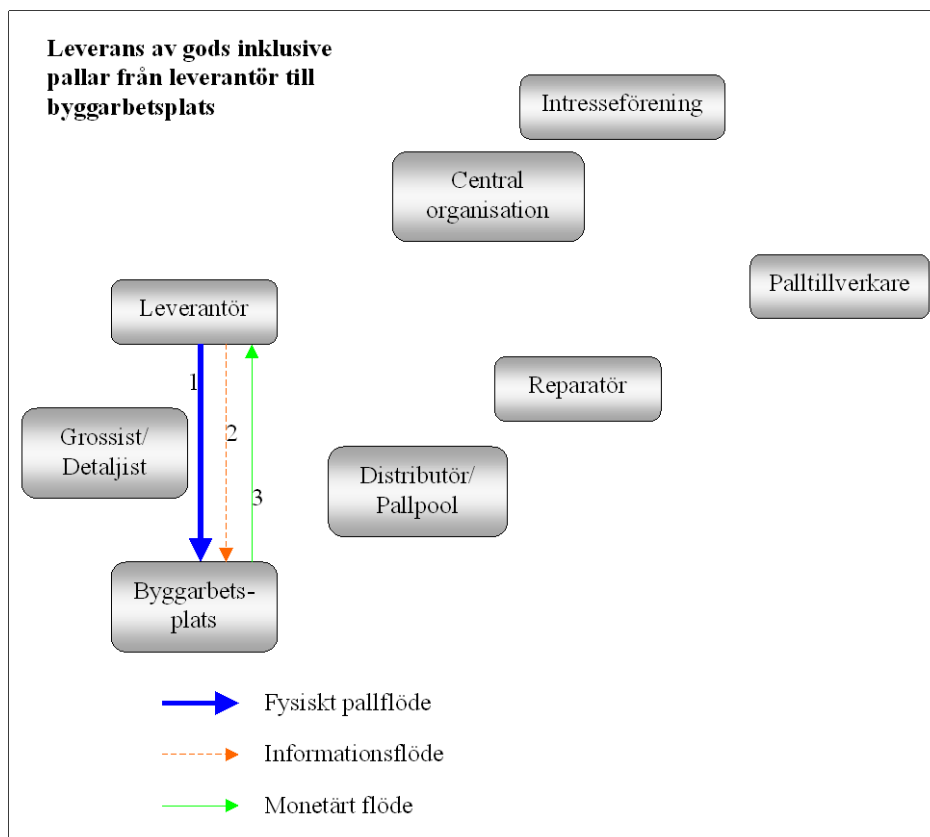 Leverans av gods inklusive
pallar från leverantör till
byggarbetsplats
Intresseförening
Central
organisation
Palltillverkare
Leverantör
1
Reparatör
2
Grossist/
Detaljist
Distributör/
Pallpool
3
Byggarbets-
plats
Fysiskt pallflöde
Informationsflöde
Monetärt flöde